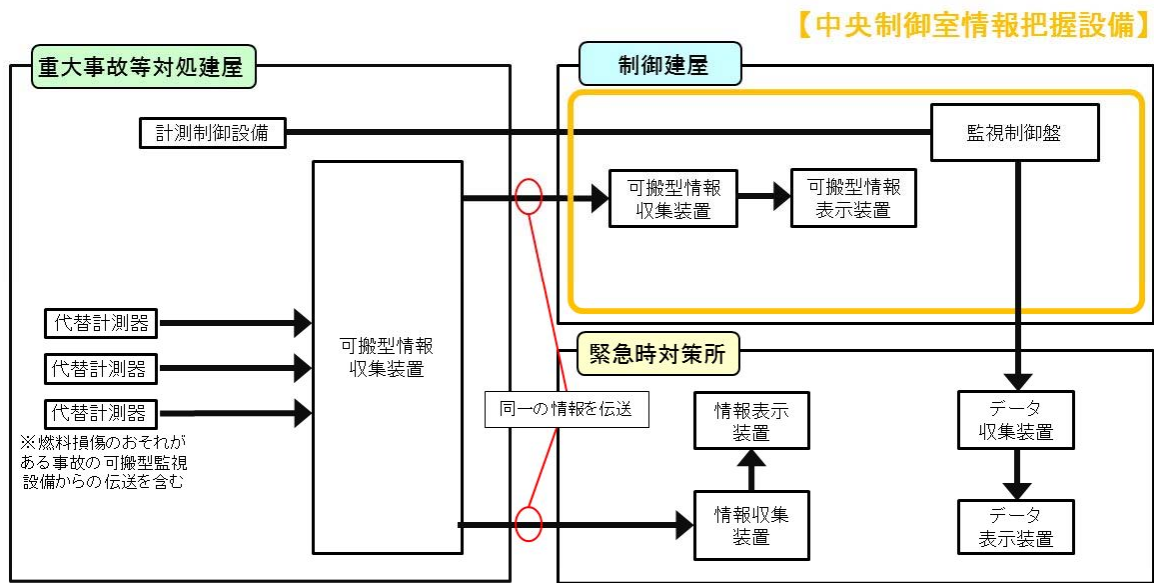 【中央制御室情報把握設備】
重大事故等対処建屋
制御建屋
計測制御設備
監視制御盤
可搬型情報
収集装置
可搬型情報
表示装置
代替計測器
代替計測器
代替計測器
※燃料損傷のおそれが
ある事故の可搬型監視
設備からの伝送を含む
可搬型情報
収集装置
同一の情報を伝送
緊急時対策所
情報表示
装置
情報収集
装置
データ
収集装置
データ
表示装置